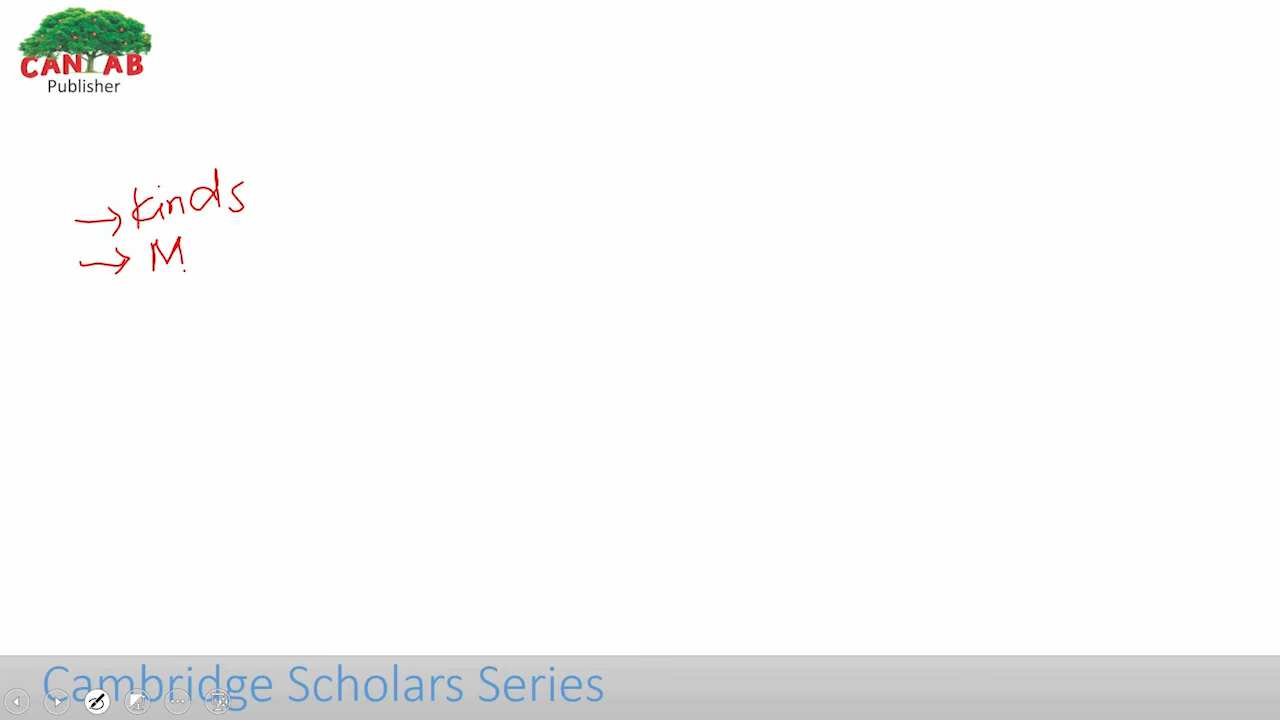 CANTAB
Publisher
→ Kinds
→ M
Cambridge Scholars Series